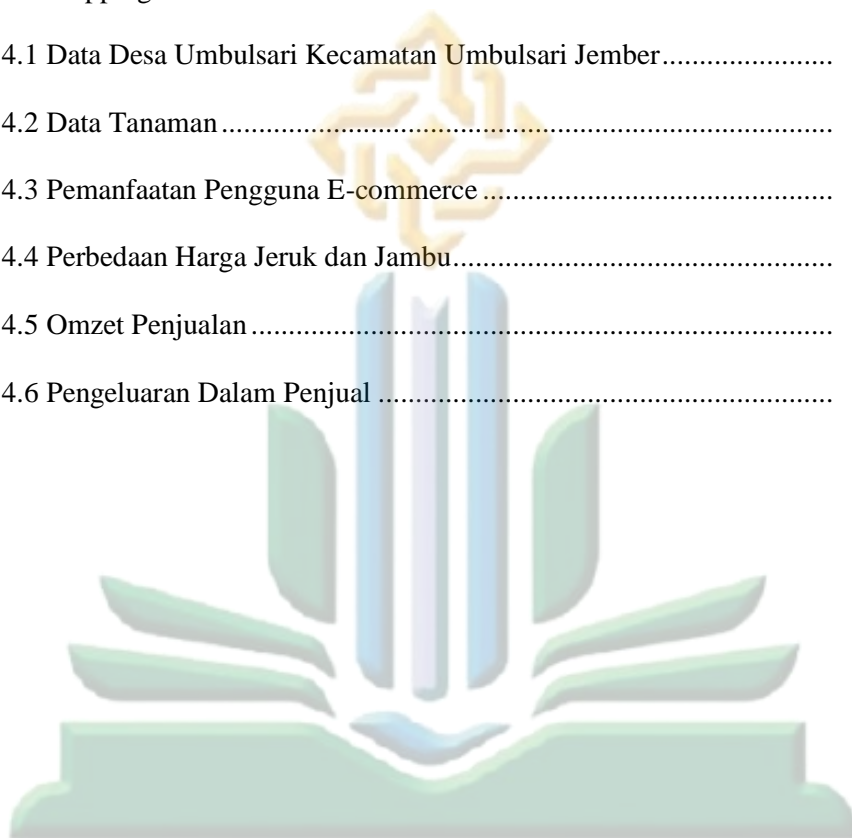 4.1 Data Desa Umbulsari Kecamatan Umbulsari Jember.......................
4.2 Data Tanaman...................................................................................
4.3 Pemanfaatan Pengguna E-commerce...............................................
4.4 Perbedaan Harga Jeruk dan Jambu...................................................
4.5 Omzet Penjualan...............................................................................
4.6 Pengeluaran Dalam Penjual .............................................................